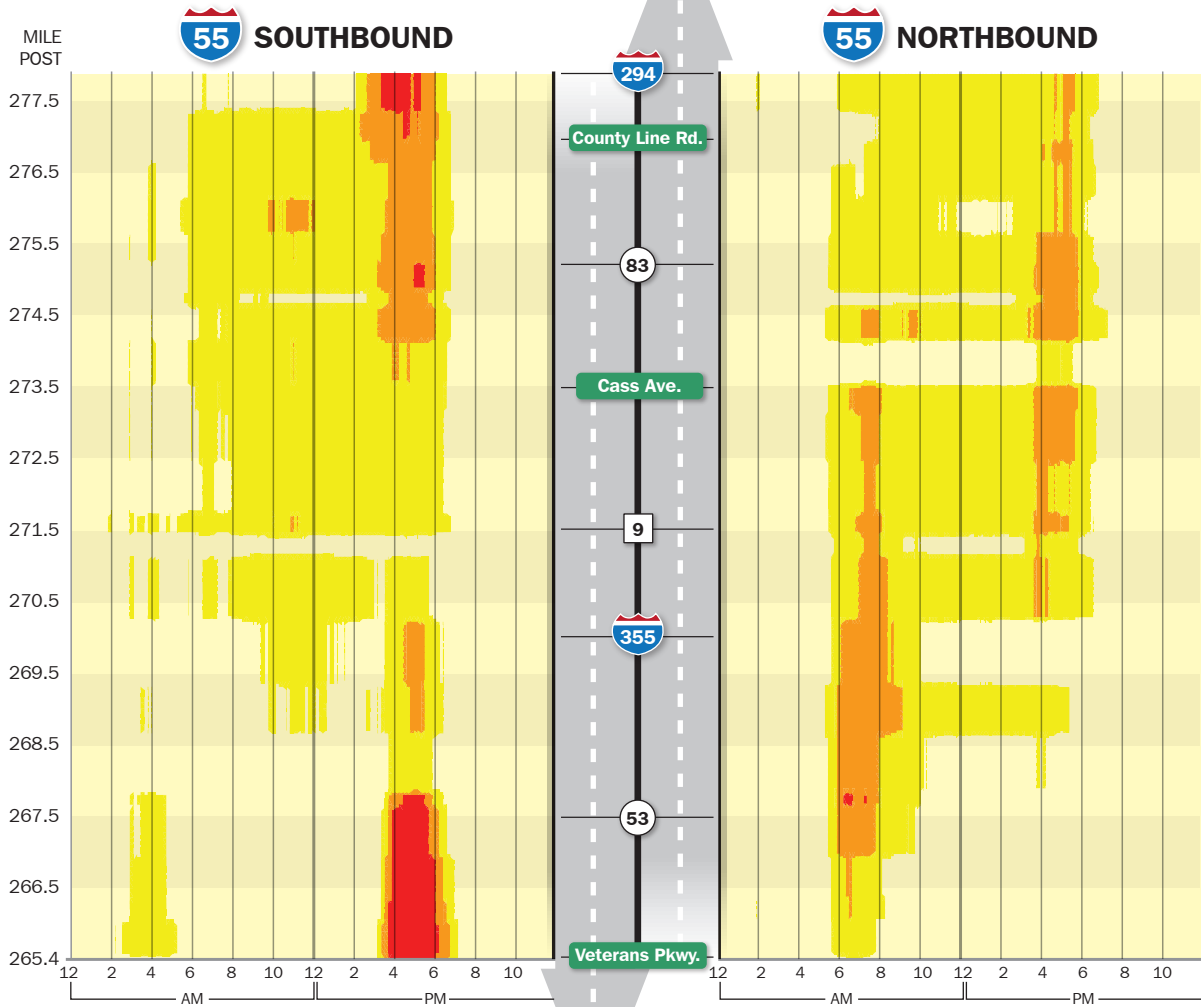 55 SOUTHBOUND
55 NORTHBOUND
MILE
POST
277.5
276.5
275.5
274.5
273.5
272.5
271.5
270.5
269.5
268.5
267.5
266.5
265.4
294
County Line Rd.
83
Cass Ave.
9
355
53
Veterans Pkwy.
12 2 4 6 8 10 12 2 4 6 8 10
AM PM
12 2 4 6 8 10 12 2 4 6 8 10
AM PM